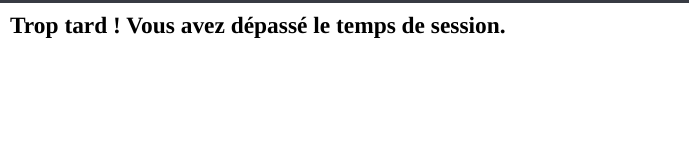 Trop tard ! Vous avez dépassé le temps de session.